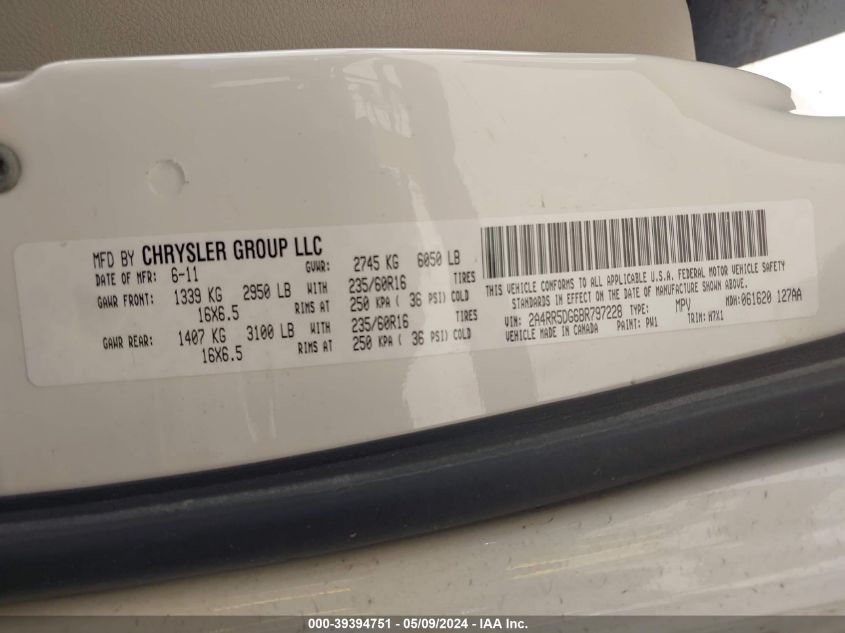 MFD BY CHRYSLER GROUP LLC
DATE OF MFR: 6-11 GVWR: 2745 KG 6050 LB
GAWR FRONT: 1339 KG 2950 LB WITH 235/60R16 TIRES
16X6.5 RIMS AT 250 KPA ( 36 PSI) COLD
GAWR REAR: 1407 KG 3100 LB WITH 235/60R16 TIRES
16X6.5 RIMS AT 250 KPA ( 36 PSI) COLD
THIS VEHICLE CONFORMS TO ALL APPLICABLE U.S.A. FEDERAL MOTOR VEHICLE SAFETY
STANDARDS IN EFFECT ON THE DATE OF MANUFACTURE SHOWN ABOVE.
VIN: 2A4RR5DG6BR797228 TYPE: MPV MDH: 061620 127AA
VEHICLE MADE IN CANADA PAINT: PW1 TRIM: H7X1
000-39394751 - 05/09/2024 - IAA Inc.